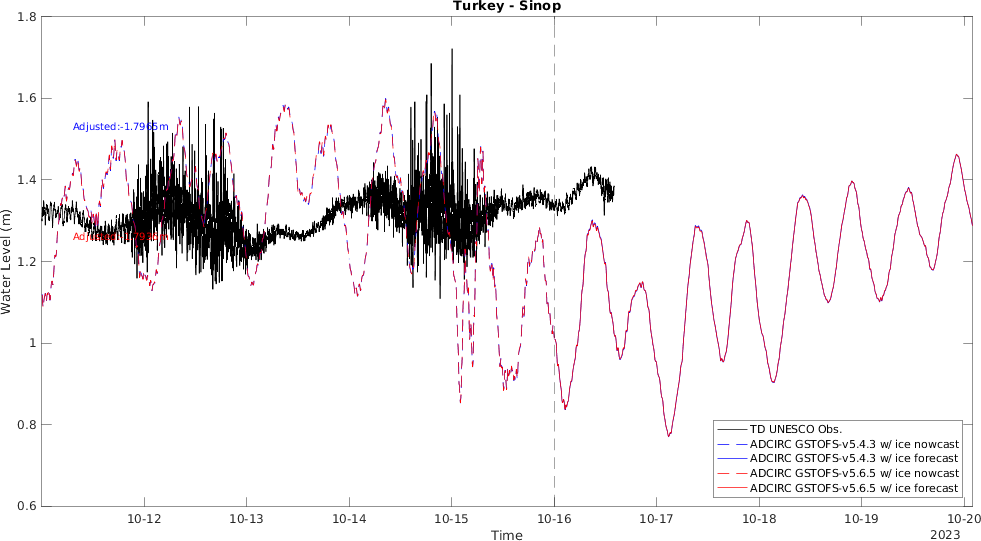 Turkey - Sinop
1.8
1.6
1.4
1.2
1
0.8
0.6
Water Level (m)
Adjusted:-1.7965m
TD UNESCO Obs.
ADCIRC GSTOFS-v5.4.3 w/ ice nowcast
ADCIRC GSTOFS-v5.4.3 w/ ice forecast
ADCIRC GSTOFS-v5.6.5 w/ ice nowcast
ADCIRC GSTOFS-v5.6.5 w/ ice forecast
10-12
10-13
10-14
10-15
10-16
10-17
10-18
10-19
10-20
Time
2023